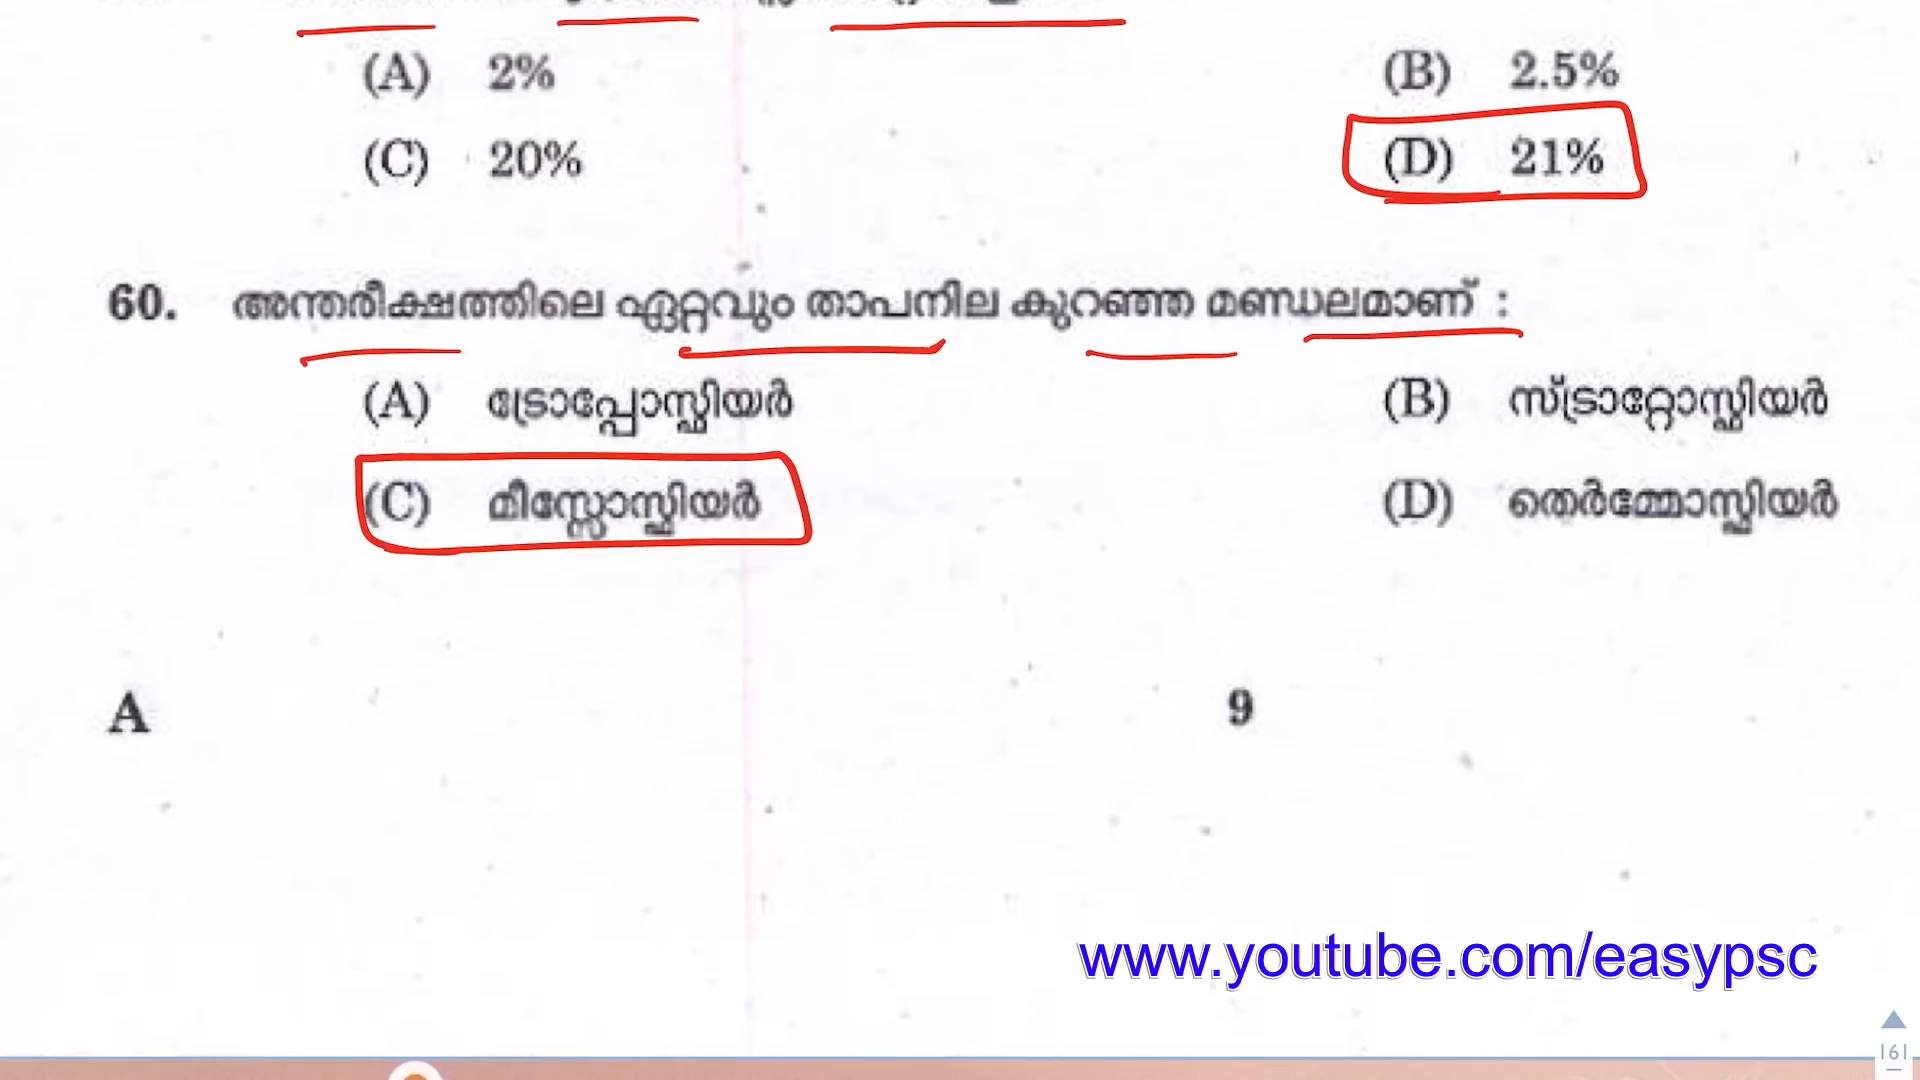 (A) 2% (B) 2.5%
(C) 20% (D) 21%
60. അന്തരീക്ഷത്തിലെ ഏറ്റവും താപനില കുറഞ്ഞ മണ്ഡലമാണ് :
(A) ട്രോപ്പോസ്ഫിയർ (B) സ്ട്രാറ്റോസ്ഫിയർ
(C) മീസ്സോസ്ഫിയർ (D) തെർമ്മോസ്ഫിയർ
A 9
www.youtube.com/easypsc
161